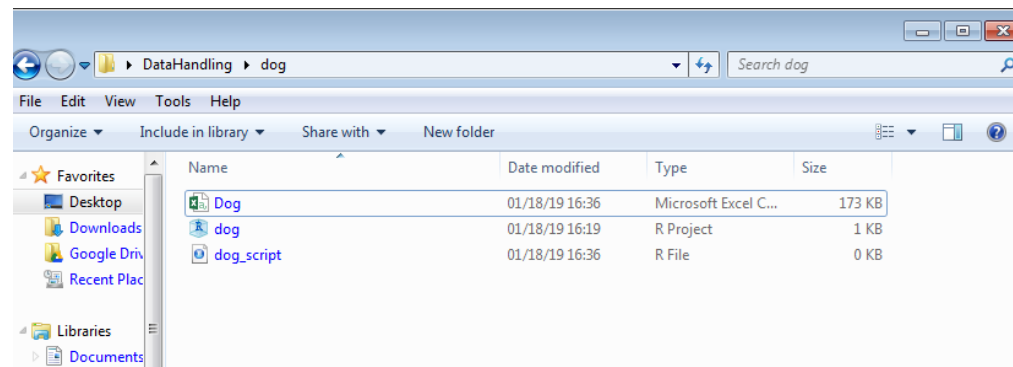 DataHandling dog Search dog
File Edit View Tools Help
Organize Include in library Share with New folder
Favorites
Desktop
Downloads
Google Driv
Recent Plac
Libraries
Documents
Name Date modified Type Size
Dog 01/18/19 16:36 Microsoft Excel C... 173 KB
dog 01/18/19 16:19 R Project 1 KB
dog_script 01/18/19 16:36 R File 0 KB